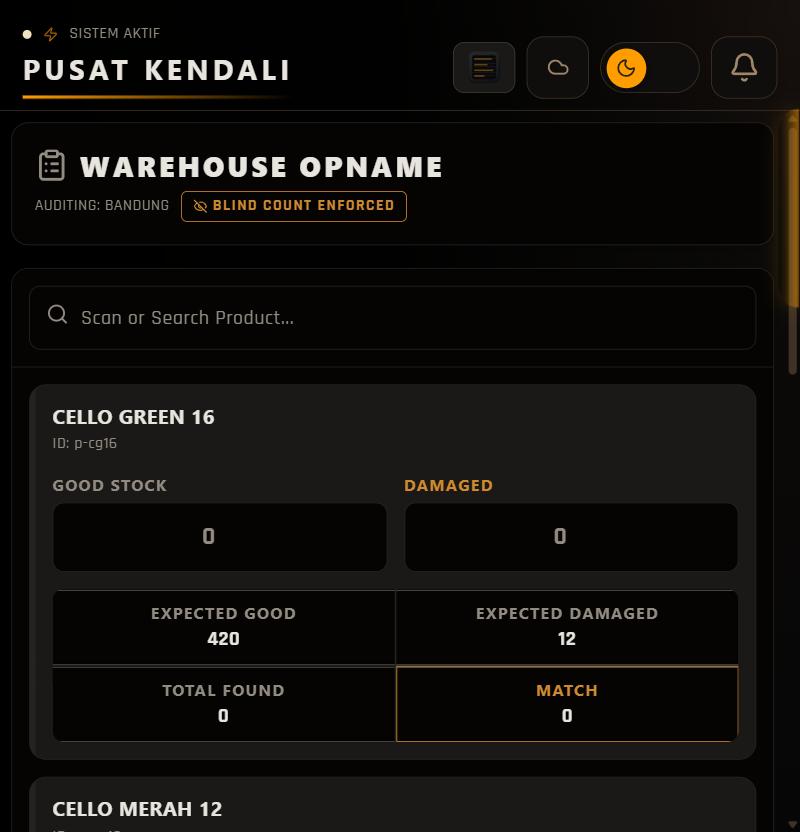 SISTEM AKTIF
PUSAT KENDALI
WAREHOUSE OPNAME
AUDITING: BANDUNG BLIND COUNT ENFORCED
Scan or Search Product...
CELLO GREEN 16
ID: p-cg16
GOOD STOCK DAMAGED
0 0
EXPECTED GOOD EXPECTED DAMAGED
420 12
TOTAL FOUND MATCH
0 0
CELLO MERAH 12